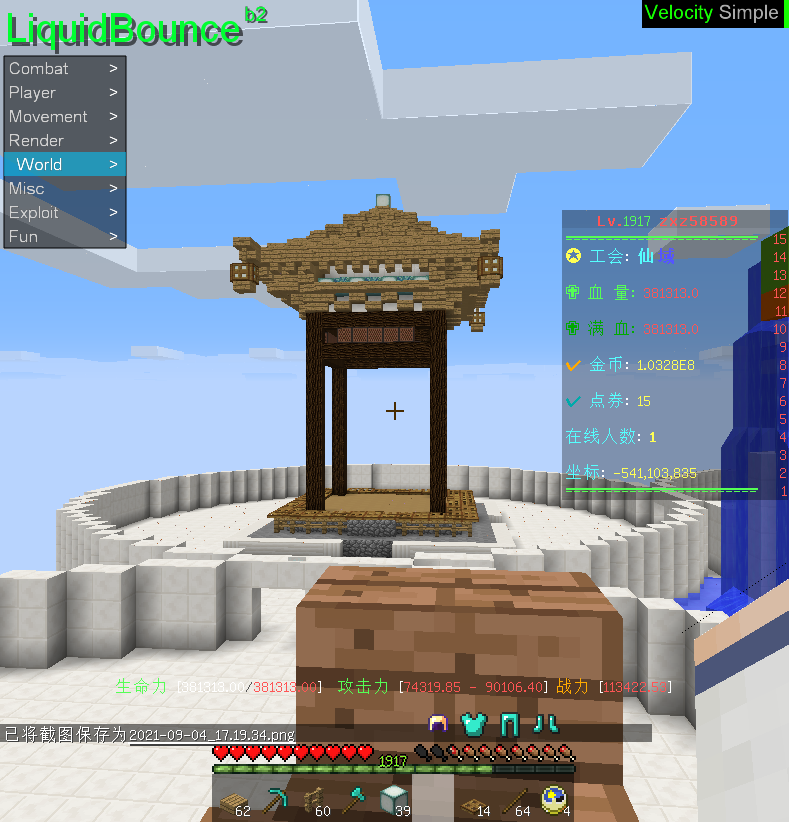 LiquidBounce b2
Velocity Simple
Combat >
Player >
Movement >
Render >
World >
Misc >
Exploit >
Fun >
Lv.1917 zxz58589
工会: 仙域
血 量: 381313.0
满 血: 381313.0
金币: 1.0328E8
点券: 15
在线人数: 1
坐标: -541,103,835
15
14
13
12
11
10
9
8
7
6
5
4
3
2
1
生命力 [381313.00/381313.00] 攻击力 [74319.85 - 90106.40] 战力 [113422.54]
已将截图保存为2021-09-04_17.19.34.png
1917
62 60 39 14 64 4